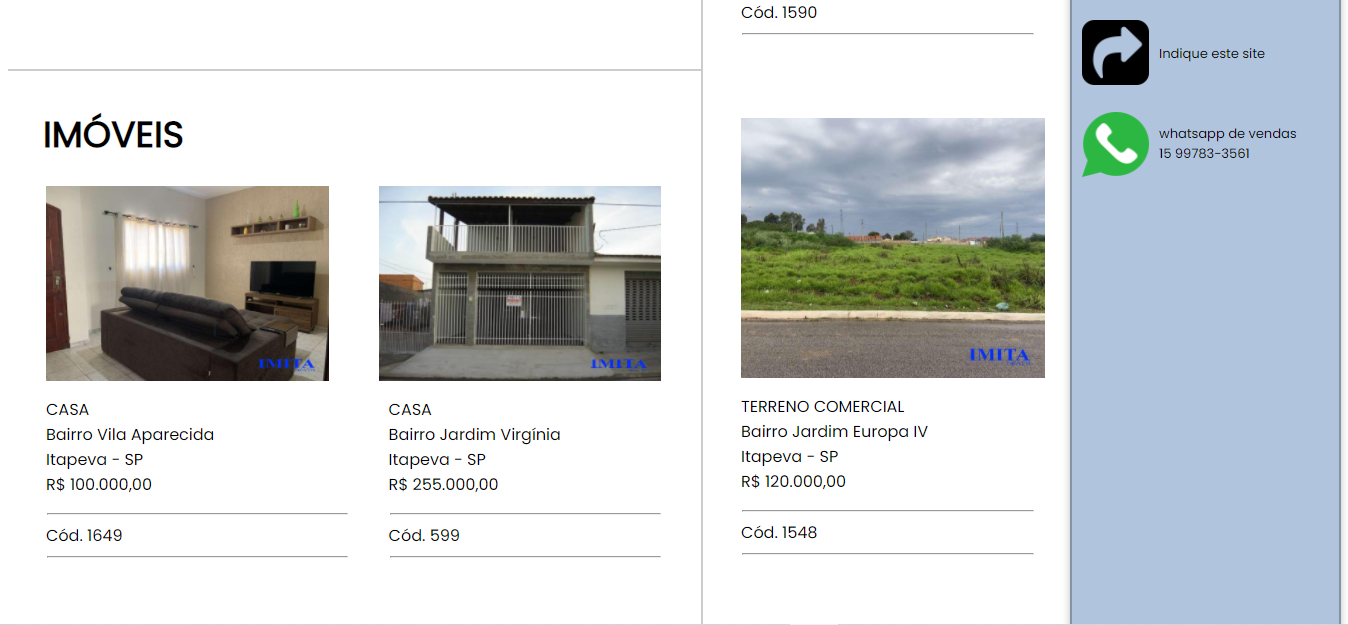 IMÓVEIS
IMITA
CASA
Bairro Vila Aparecida
Itapeva - SP
R$ 100.000,00
Cód. 1649
IMITA
CASA
Bairro Jardim Virgínia
Itapeva - SP
R$ 255.000,00
Cód. 599
Cód. 1590
IMITA
TERRENO COMERCIAL
Bairro Jardim Europa IV
Itapeva - SP
R$ 120.000,00
Cód. 1548
Indique este site
whatsapp de vendas
15 99783-3561